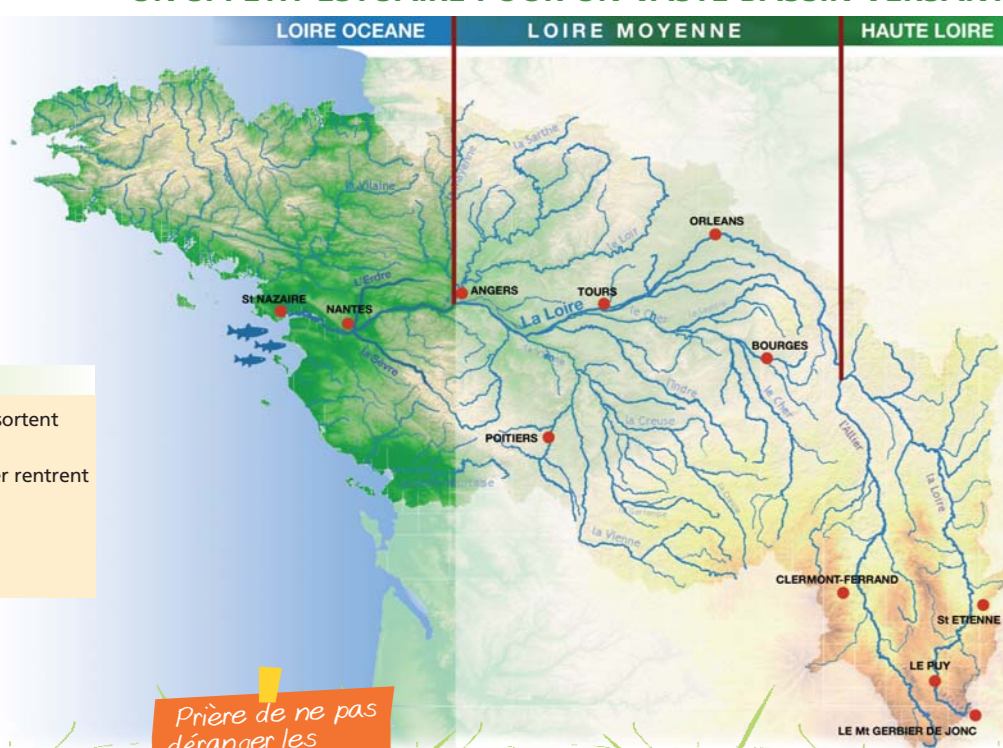 LOIRE OCEANE
LOIRE MOYENNE
HAUTE LOIRE
la Sarthe
la Vilaine
le Loir
ORLEANS
L'Erdre
St NAZAIRE
NANTES
ANGERS
TOURS
La Loire
le Cher
BOURGES
la Sèvre
l'Indre
le Cher
la Creuse
POITIERS
l'Allier
la Loire
la Vienne
CLERMONT-FERRAND
St ETIENNE
LE PUY
LE Mt GERBIER DE JONC
sortent
r rentrent
Prière de ne pas
déranger les